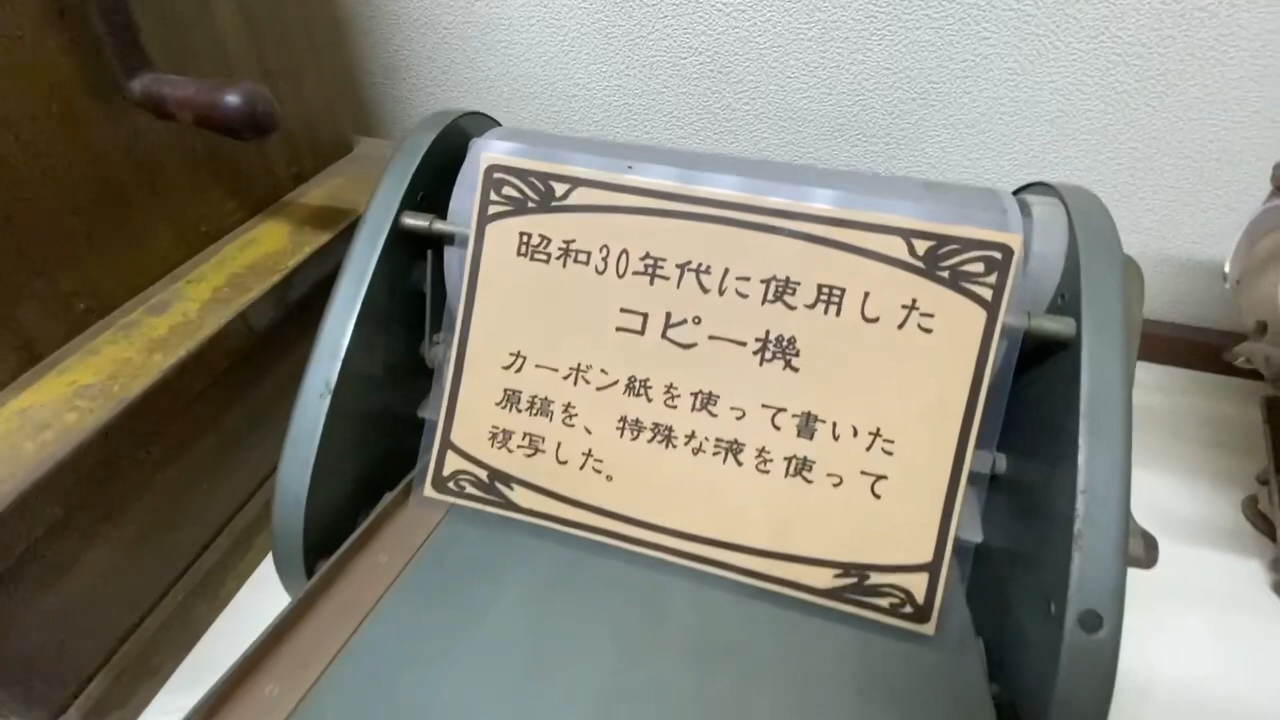 昭和30年代に使用した
コピー機
カーボン紙を使って書いた
原稿を、特殊な液を使って
複写した。